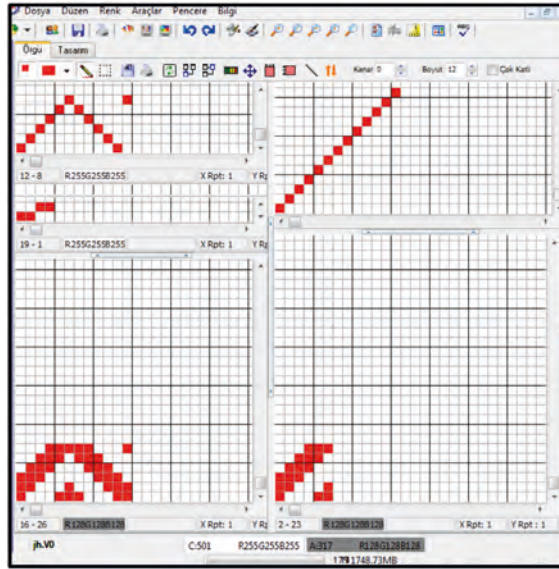 Dosya Düzen Renk Araçlar Pencere Bilgi
Örgü Tasarım
Kenar 0 Boyut 12 Çok Katlı
12 - 8 R255G255B255 X Rpt: 1 Y Rp
19 - 1 R255G255B255 X Rpt: 1 Y Rp
16 - 26 R128G128B128 X Rpt: 1 Y R
2 - 23 R128G128B128 X Rpt: 1 Y Rpt: 1
jh.V0 C:501 R255G255B255 A:317 R128G128B128
1748.73MB